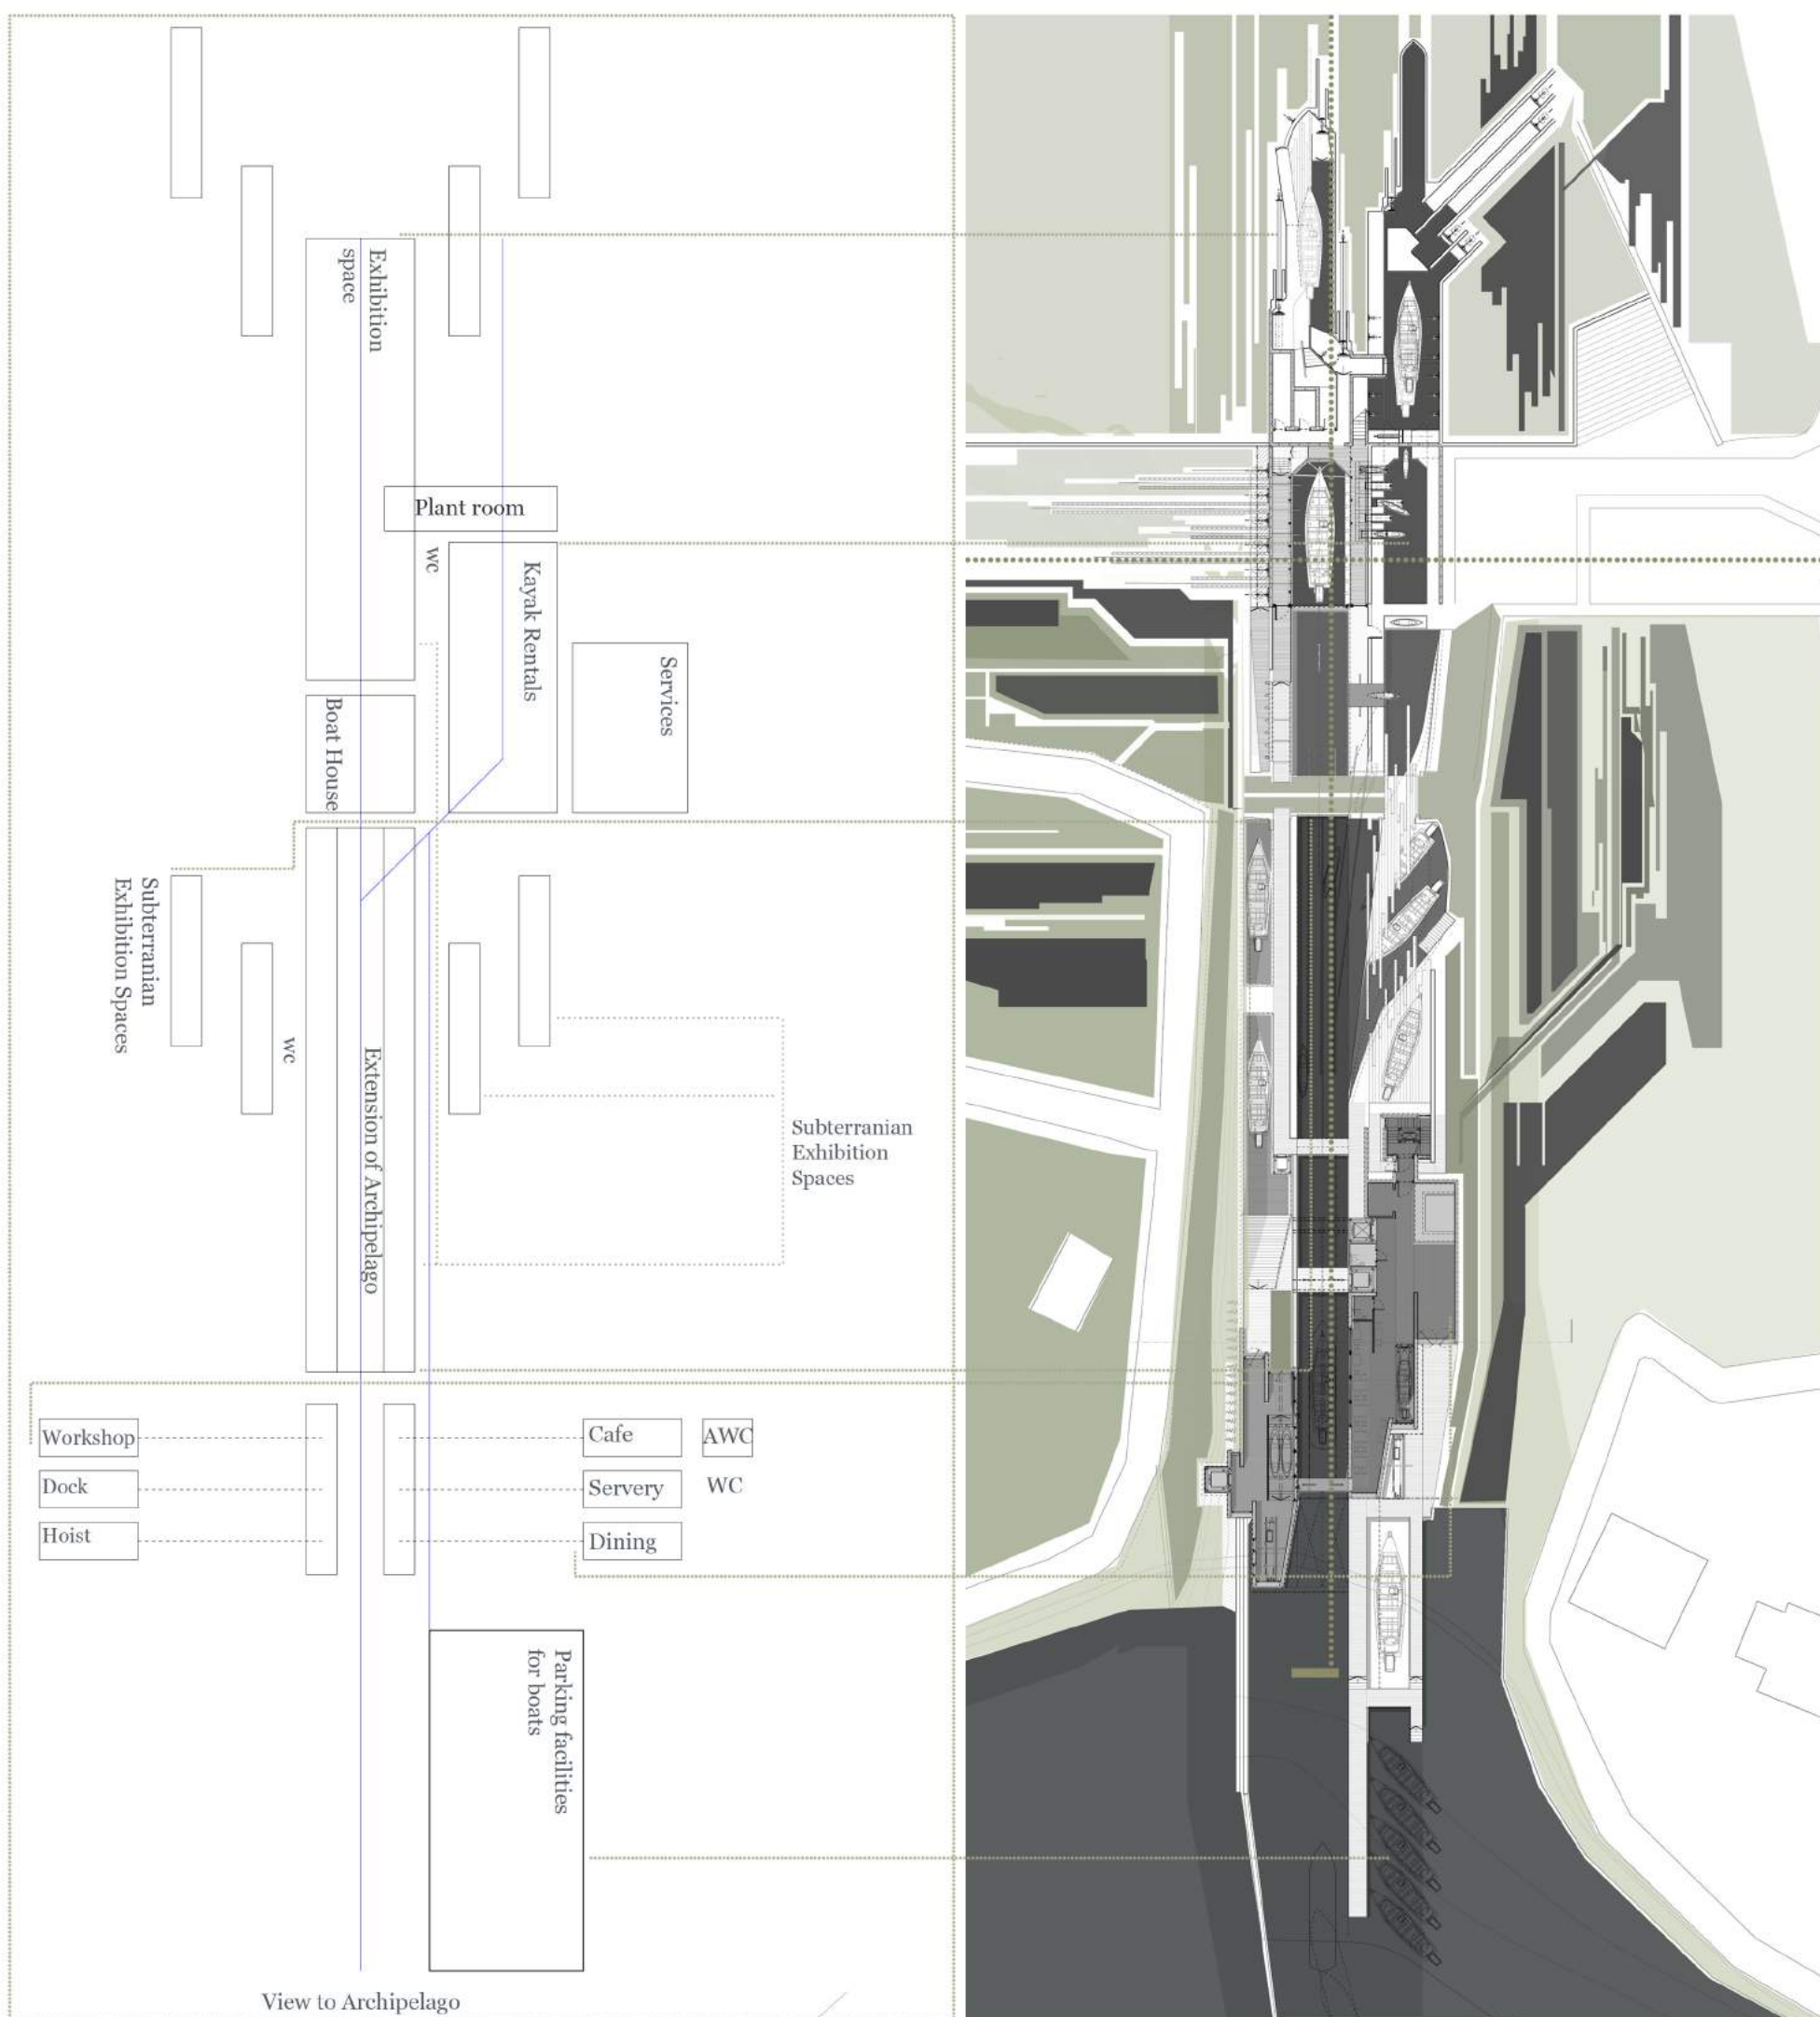 Exhibition
space
Plant room
wc
Kayak Rentals
Services
Boat House
Subterranian
Exhibition Spaces
wc
Extension of Archipelago
Subterranian
Exhibition
Spaces
Workshop
Cafe
AWC
Dock
Servery
WC
Hoist
Dining
Parking facilities
for boats
View to Archipelago